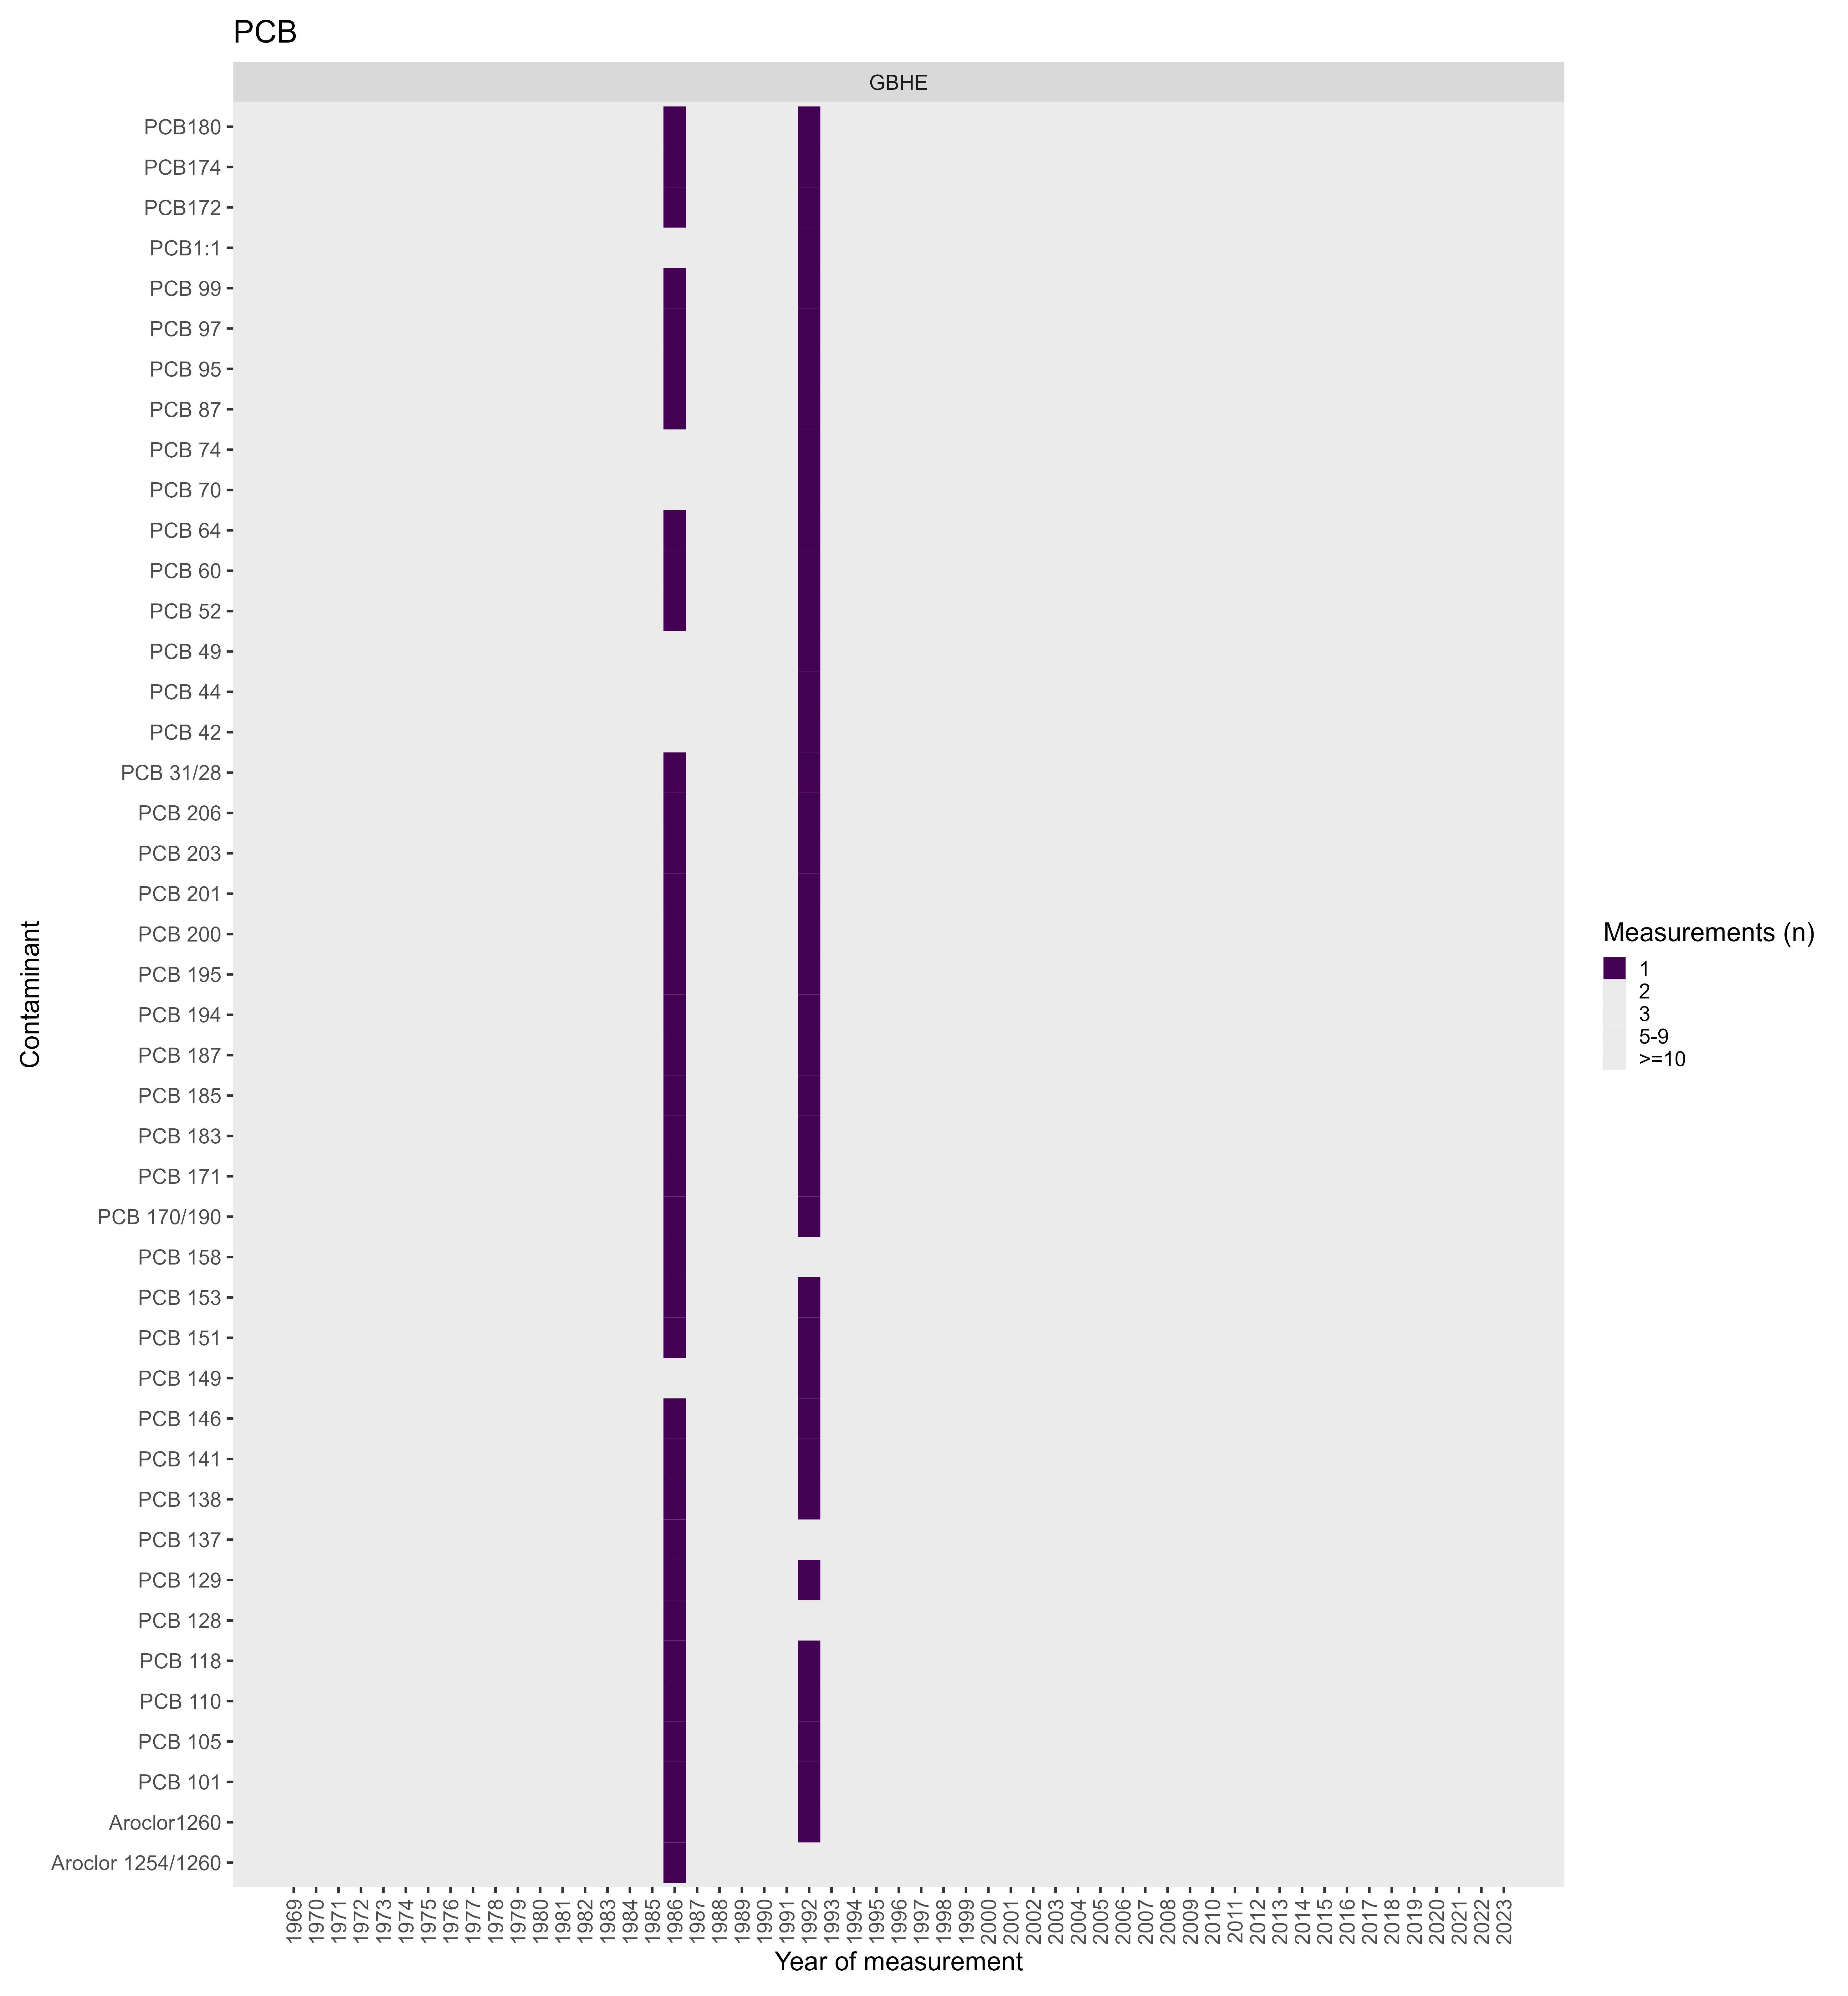 PCB
GBHE
PCB180
PCB174
PCB172
PCB1:1
PCB 99
PCB 97
PCB 95
PCB 87
PCB 74
PCB 70
PCB 64
PCB 60
PCB 52
PCB 49
PCB 44
PCB 42
PCB 31/28
PCB 206
PCB 203
PCB 201
PCB 200
PCB 195
PCB 194
PCB 187
PCB 185
PCB 183
PCB 171
PCB 170/190
PCB 158
PCB 153
PCB 151
PCB 149
PCB 146
PCB 141
PCB 138
PCB 137
PCB 129
PCB 128
PCB 118
PCB 110
PCB 105
PCB 101
Aroclor1260
Aroclor 1254/1260
Contaminant
1969
1970
1971
1972
1973
1974
1975
1976
1977
1978
1979
1980
1981
1982
1983
1984
1985
1986
1987
1988
1989
1990
1991
1992
1993
1994
1995
1996
1997
1998
1999
2000
2001
2002
2003
2004
2005
2006
2007
2008
2009
2010
2011
2012
2013
2014
2015
2016
2017
2018
2019
2020
2021
2022
2023
Year of measurement
Measurements (n)
1
2
3
5-9
>=10